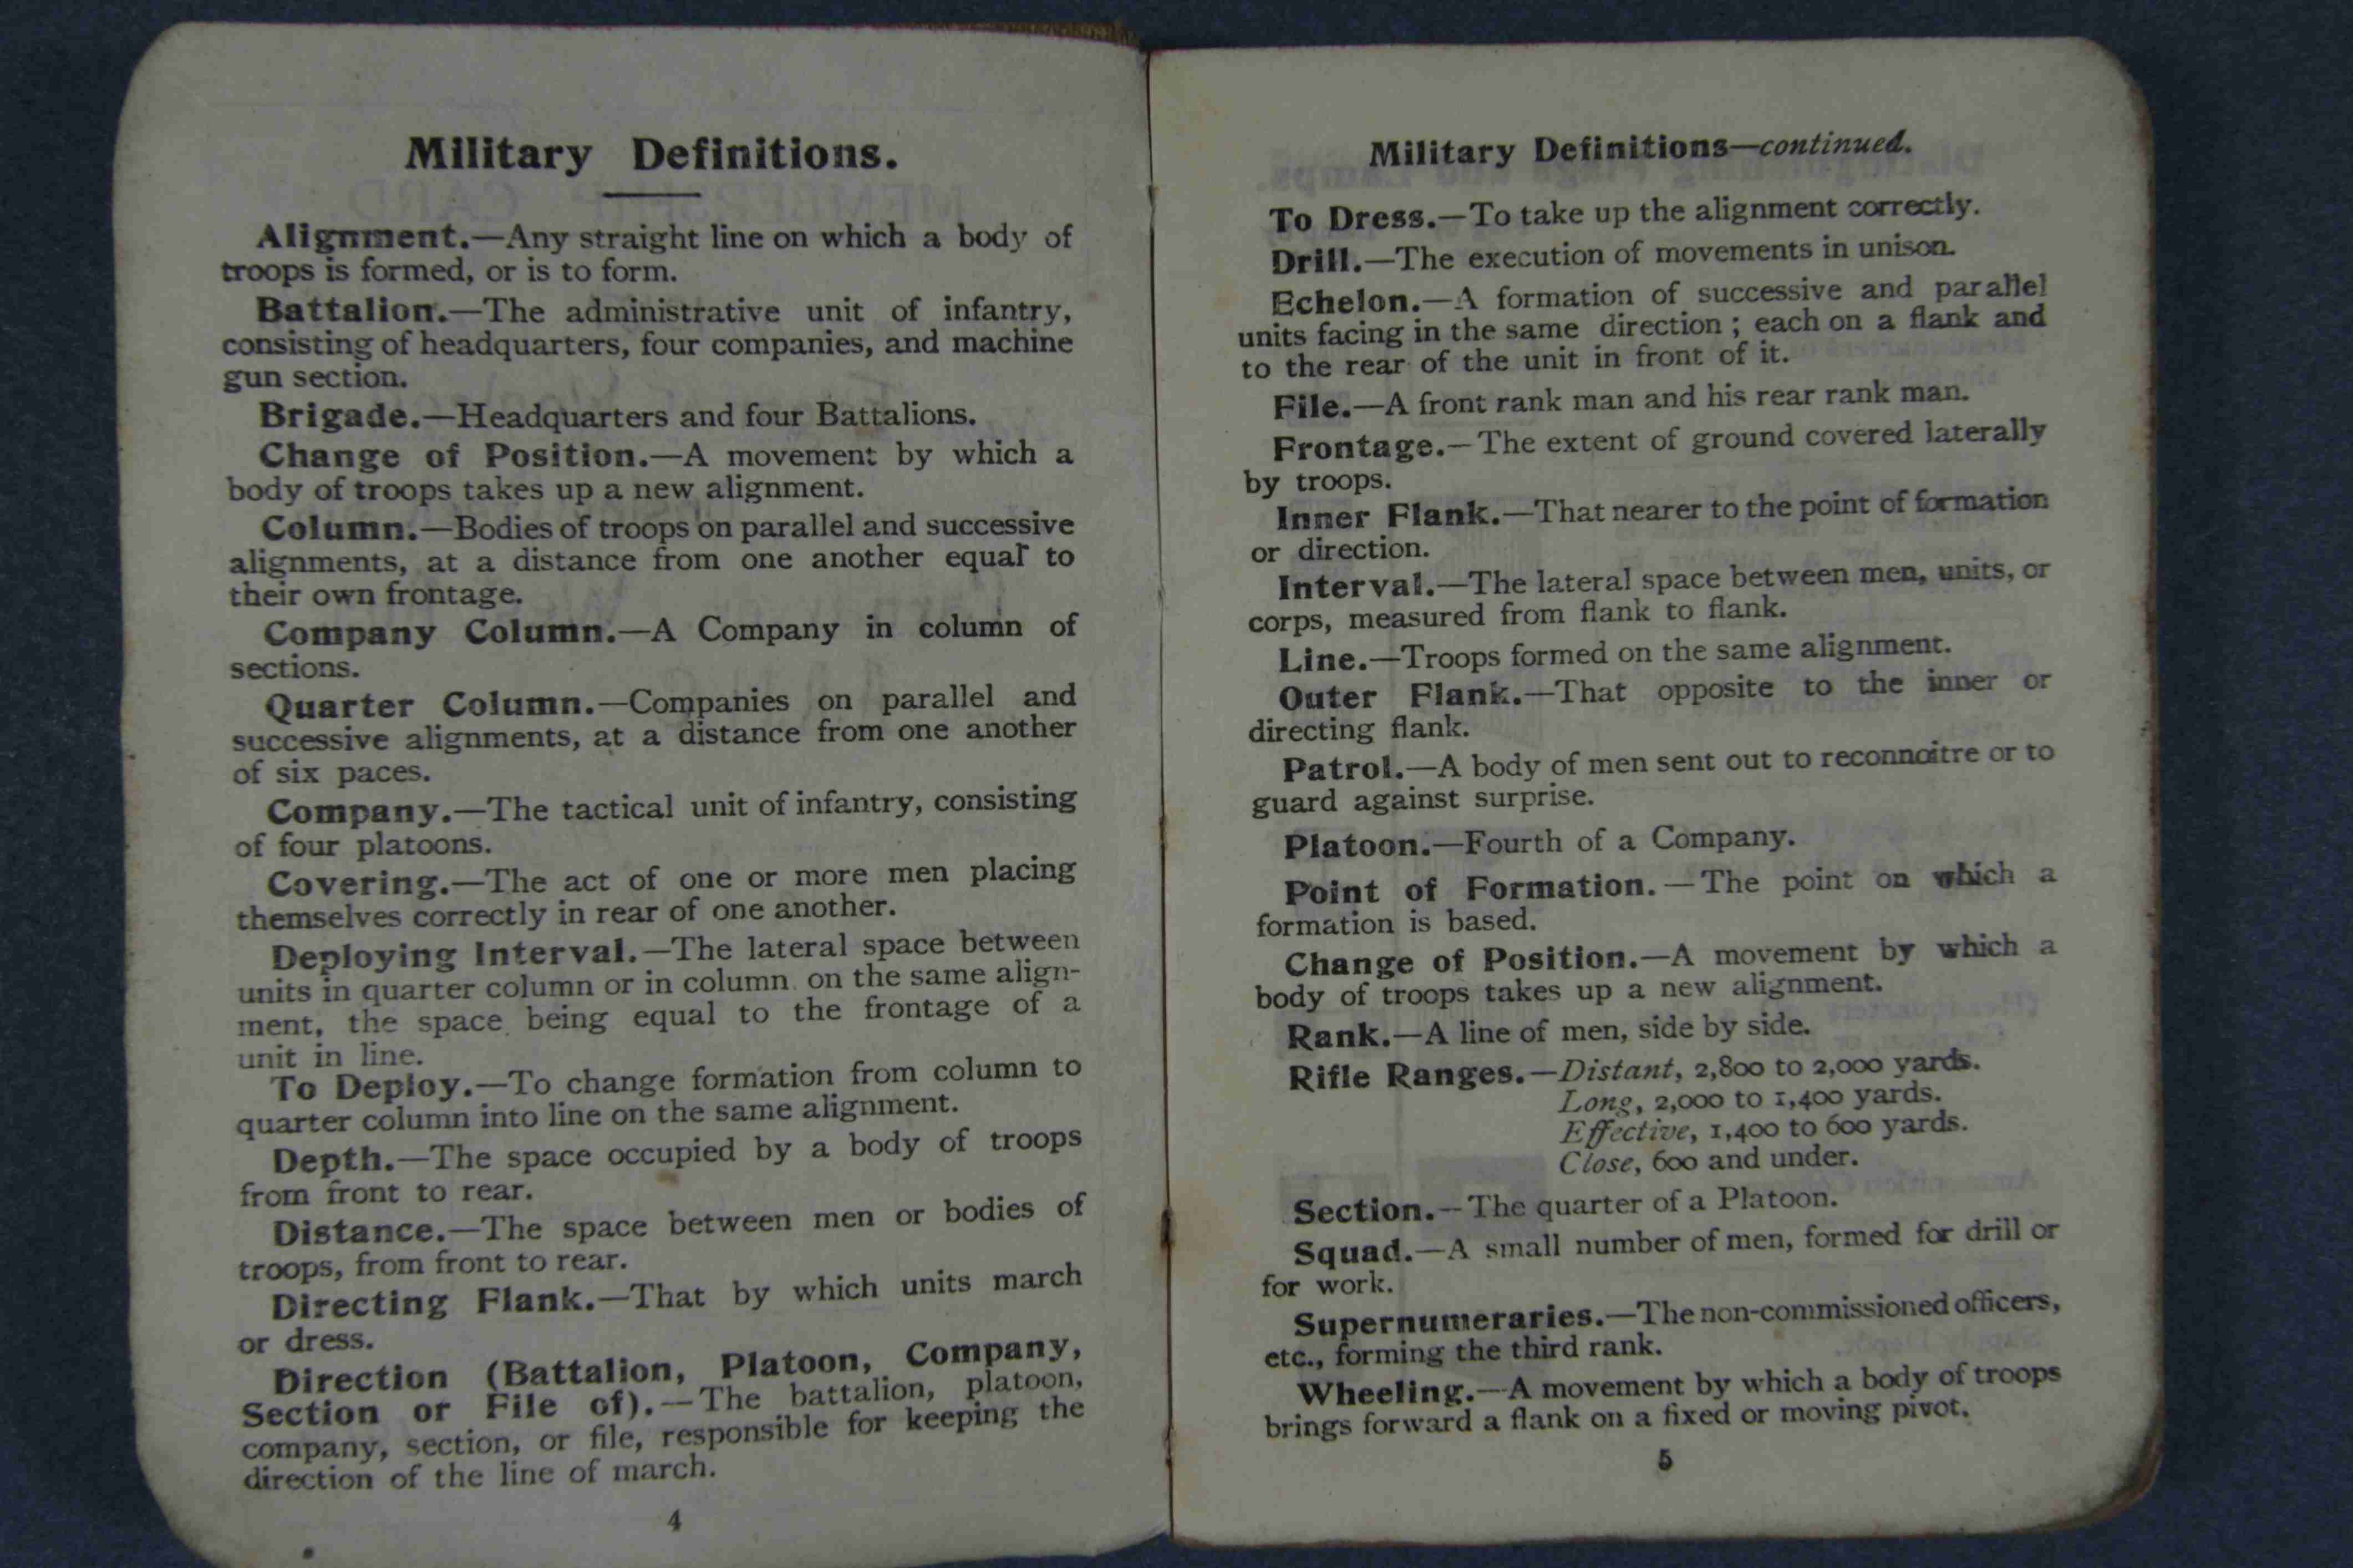 Military Definitions.
Alignment.—Any straight line on which a body of
troops is formed, or is to form.
Battalion.—The administrative unit of infantry,
consisting of headquarters, four companies, and machine
gun section.
Brigade.—Headquarters and four Battalions.
Change of Position.—A movement by which a
body of troops takes up a new alignment.
Column.—Bodies of troops on parallel and successive
alignments, at a distance from one another equal to
their own frontage.
Company Column.—A Company in column of
sections.
Quarter Column.—Companies on parallel and
successive alignments, at a distance from one another
of six paces.
Company.—The tactical unit of infantry, consisting
of four platoons.
Covering.—The act of one or more men placing
themselves correctly in rear of one another.
Deploying Interval.—The lateral space between
units in quarter column or in column on the same align-
ment, the space being equal to the frontage of a
unit in line.
To Deploy.—To change formation from column to
quarter column into line on the same alignment.
Depth.—The space occupied by a body of troops
from front to rear.
Distance.—The space between men or bodies of
troops, from front to rear.
Directing Flank.—That by which units march
or dress.
Direction (Battalion, Platoon, Company,
Section or File of).—The battalion, platoon,
company, section, or file, responsible for keeping the
direction of the line of march.
4
Military Definitions—continued.
To Dress.—To take up the alignment correctly.
Drill.—The execution of movements in unison.
Echelon.—A formation of successive and parallel
units facing in the same direction ; each on a flank and
to the rear of the unit in front of it.
File.—A front rank man and his rear rank man.
Frontage.—The extent of ground covered laterally
by troops.
Inner Flank.—That nearer to the point of formation
or direction.
Interval.—The lateral space between men, units, or
corps, measured from flank to flank.
Line.—Troops formed on the same alignment.
Outer Flank.—That opposite to the inner or
directing flank.
Patrol.—A body of men sent out to reconnoitre or to
guard against surprise.
Platoon.—Fourth of a Company.
Point of Formation.—The point on which a
formation is based.
Change of Position.—A movement by which a
body of troops takes up a new alignment.
Rank.—A line of men, side by side.
Rifle Ranges.—Distant, 2,800 to 2,000 yards.
Long, 2,000 to 1,400 yards.
Effective, 1,400 to 600 yards.
Close, 600 and under.
Section.—The quarter of a Platoon.
Squad.—A small number of men, formed for drill or
for work.
Supernumeraries.—The non-commissioned officers,
etc., forming the third rank.
Wheeling.—A movement by which a body of troops
brings forward a flank on a fixed or moving pivot.
5